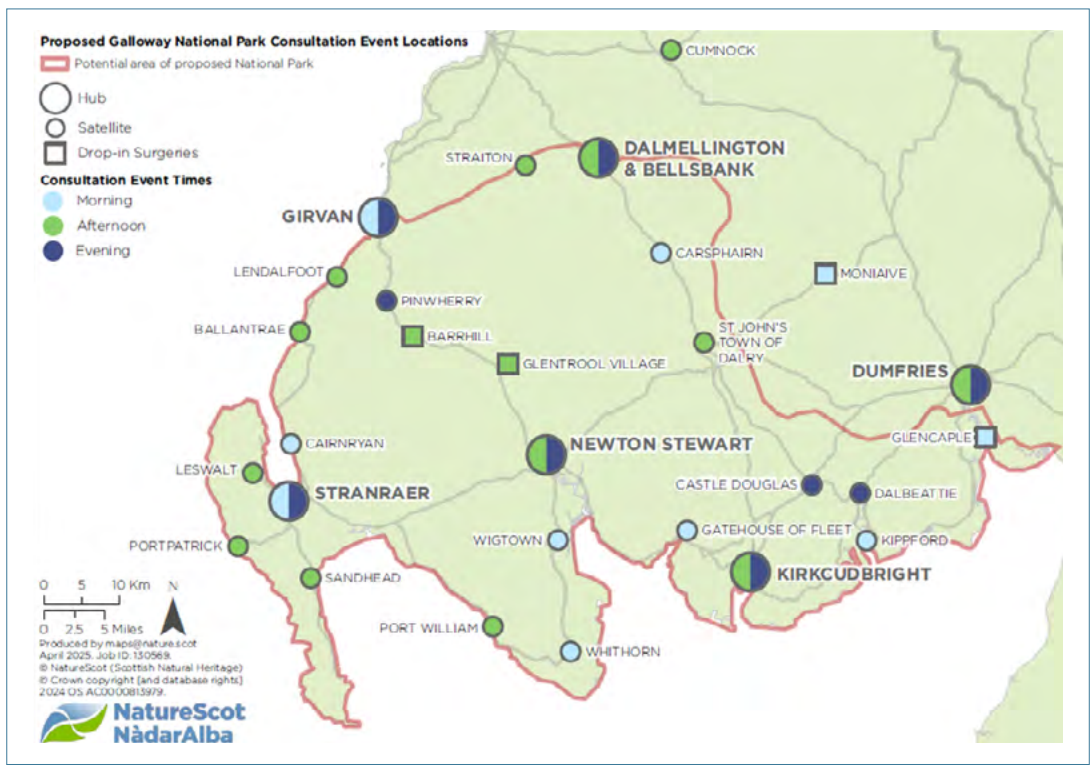 Proposed Galloway National Park Consultation Event Locations
Potential area of proposed National Park
Hub
Satellite
Drop-in Surgeries
Consultation Event Times
Morning
Afternoon
Evening
CUMNOCK
STRAITON
DALMELLINGTON
& BELLSBANK
GIRVAN
CARSPHAIRN
LENDALFOOT
MONIAIVE
PINWHERRY
BALLANTRAE
BARRHILL
ST JOHN'S
TOWN OF
DALRY
GLENTROOL VILLAGE
DUMFRIES
CAIRNRYAN
NEWTON STEWART
GLENCAPLE
LESWALT
STRANRAER
CASTLE DOUGLAS
DALBEATTIE
PORTPATRICK
WIGTOWN
GATEHOUSE OF FLEET
KIPPFORD
SANDHEAD
KIRKCUDBRIGHT
PORT WILLIAM
WHITHORN
0 5 10 Km
N
0 2.5 5 Miles
Produced by maps@nature.scot
April 2025. Job ID: 130569.
© NatureScot (Scottish Natural Heritage)
© Crown copyright [and database rights]
2024 OS AC0000813979.
NatureScot
NàdarAlba